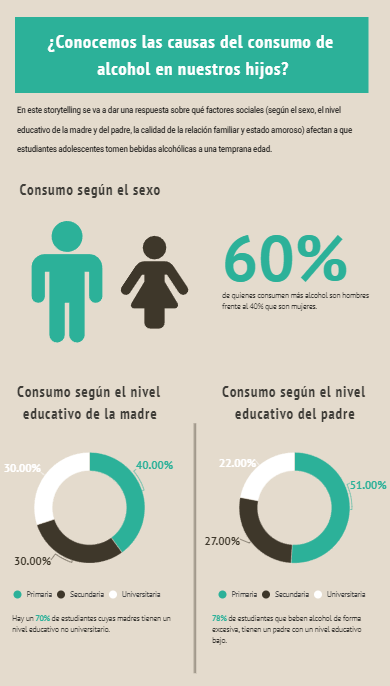 ¿Conocemos las causas del consumo de
alcohol en nuestros hijos?
En este storytelling se va a dar una respuesta sobre qué factores sociales (según el sexo, el nivel
educativo de la madre y del padre, la calidad de la relación familiar y estado amoroso) afectan a que
estudiantes adolescentes tomen bebidas alcohólicas a una temprana edad.
Consumo según el sexo
60%
de quienes consumen más alcohol son hombres
frente al 40% que son mujeres.
Consumo según el nivel
educativo de la madre
30.00%
40.00%
30.00%
Primaria Secundaria Universitaria
Hay un 70% de estudiantes cuyas madres tienen un
nivel educativo no universitario.
Consumo según el nivel
educativo del padre
22.00%
51.00%
27.00%
Primaria Secundaria Universitaria
78% de estudiantes que beben alcohol de forma
excesiva, tienen un padre con un nivel educativo
bajo.